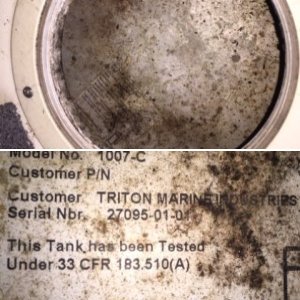 Model No. 1007-C
Customer P/N
Customer TRITON MARINE INDUSTRIES
Serial Nbr. 27095-01-01
This Tank has been Tested
Under 33 CFR 183.510(A)